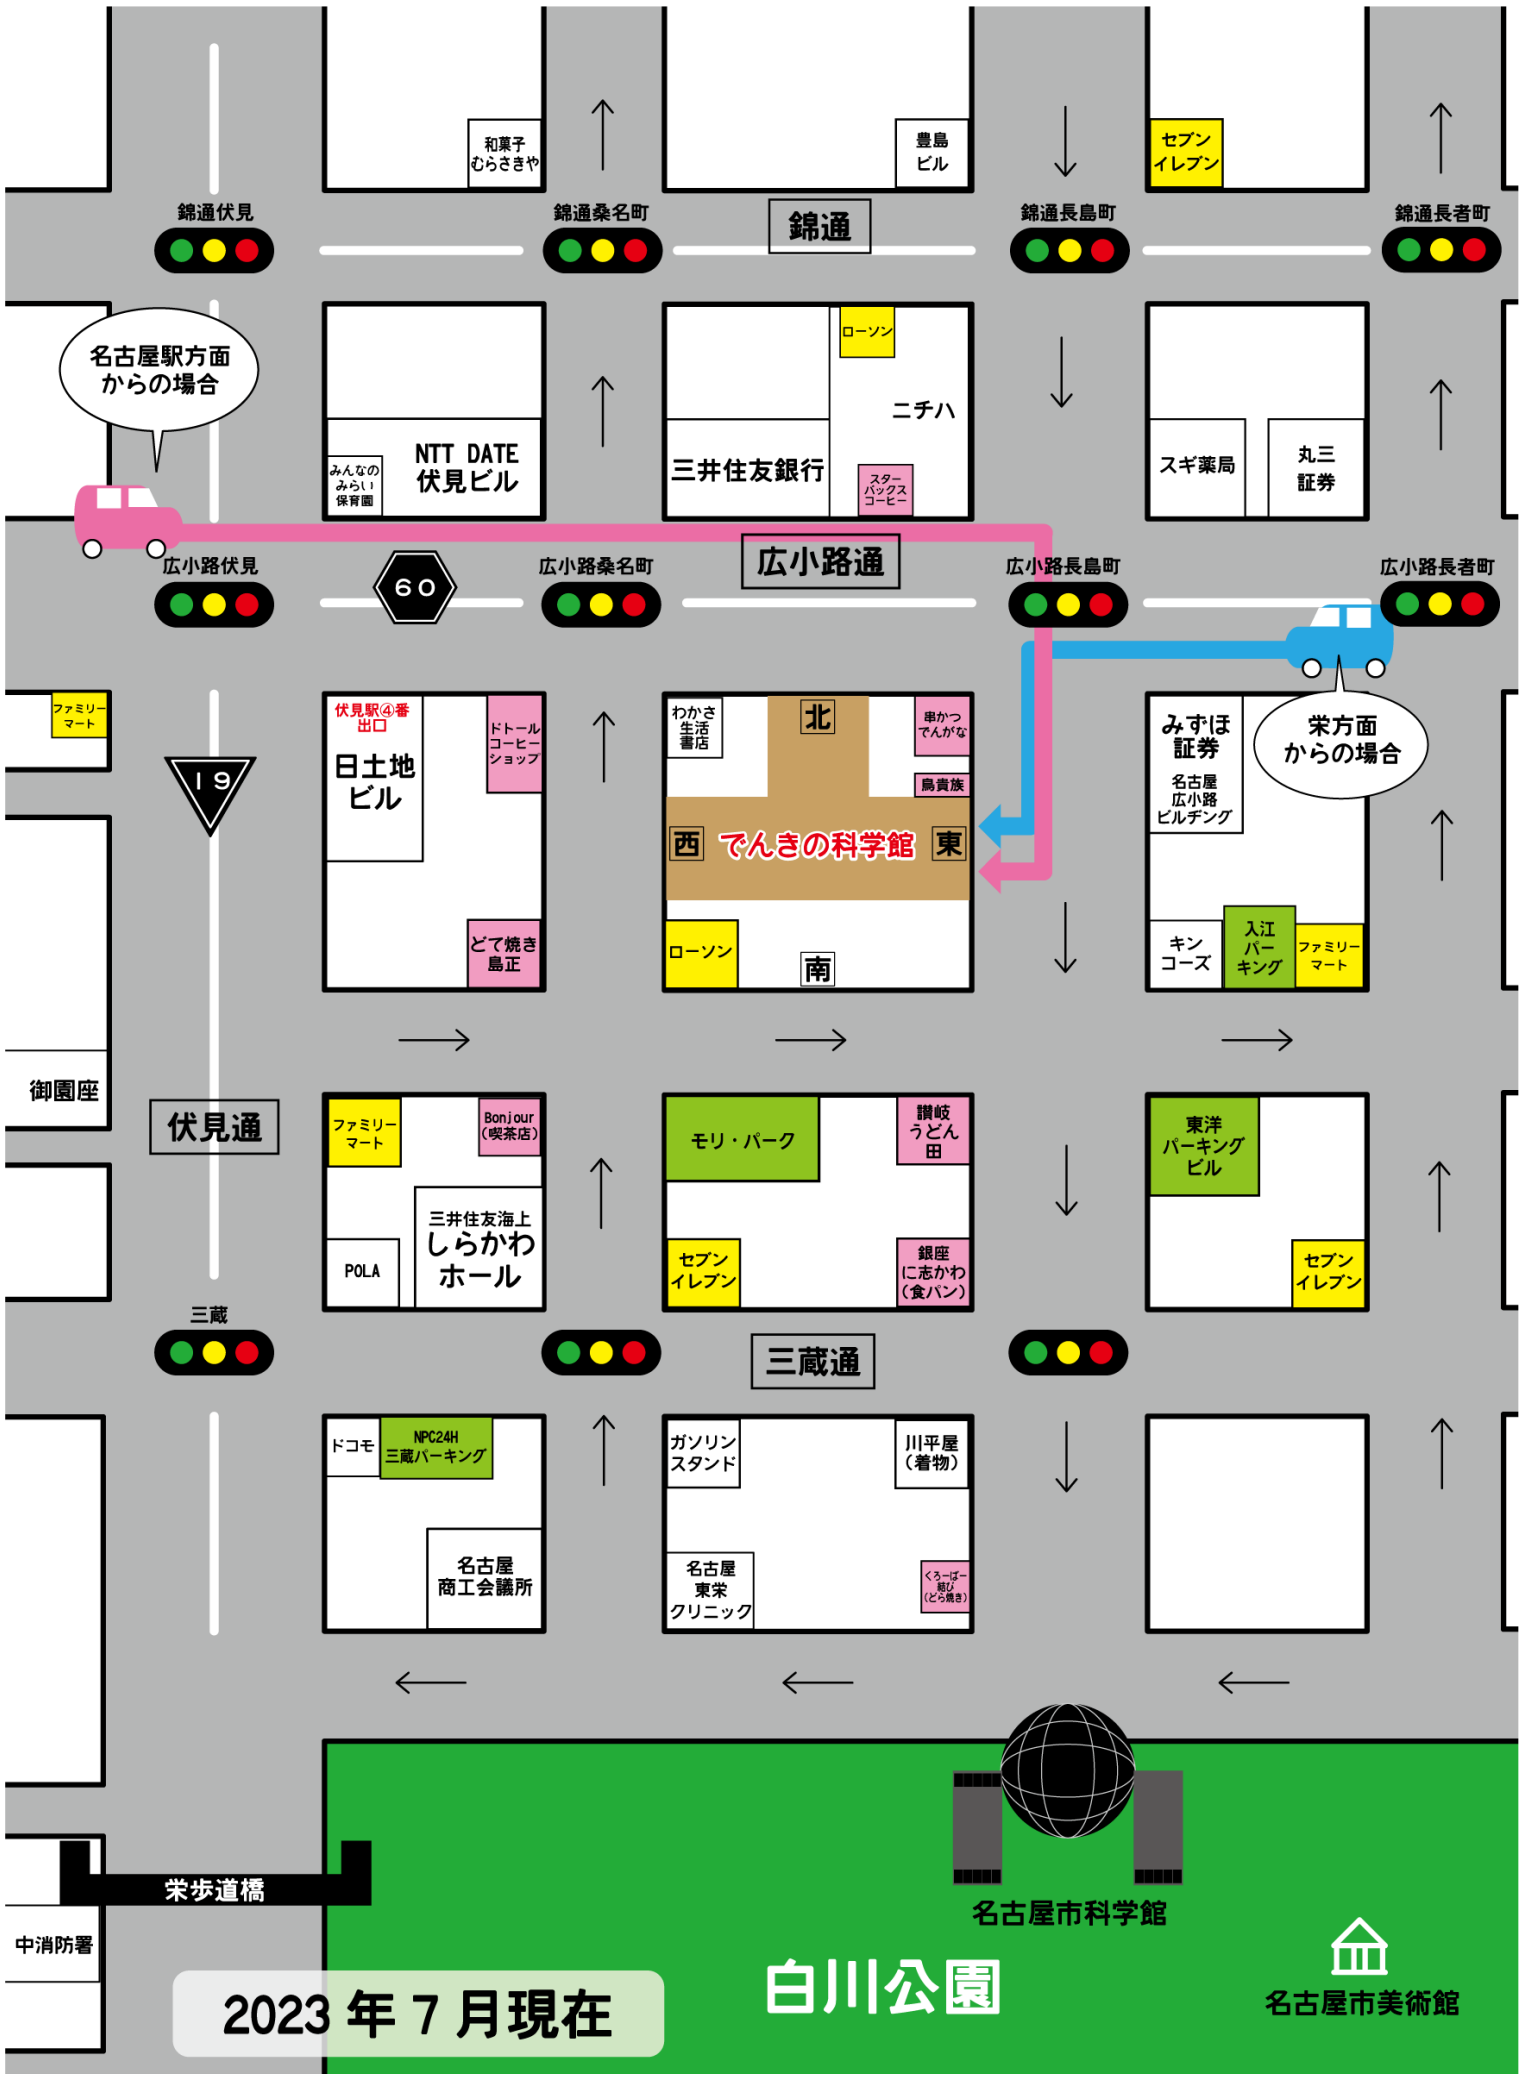 和菓子
むらさきや
豊島
ビル
セブン
イレブン
錦通伏見
錦通桑名町
錦通
錦通長島町
錦通長者町
名古屋駅方面
からの場合
ローソン
ニチハ
NTT DATE
伏見ビル
みんなの
みらい
保育園
三井住友銀行
スター
バックス
コーヒー
スギ薬局
丸三
証券
広小路伏見
60
広小路桑名町
広小路通
広小路長島町
広小路長者町
ファミリー
マート
伏見駅④番
出口
日土地
ビル
ドトール
コーヒー
ショップ
わかさ
生活
書店
北
串かつ
でんがな
鳥貴族
みずほ
証券
名古屋
広小路
ビルヂング
栄方面
からの場合
19
西
でんきの科学館
東
どて焼き
島正
ローソン
南
キン
コーズ
入江
パー
キング
ファミリー
マート
御園座
伏見通
ファミリー
マート
Bonjour
(喫茶店)
モリ・パーク
讃岐
うどん
田
東洋
パーキング
ビル
三井住友海上
しらかわ
ホール
POLA
セブン
イレブン
銀座
に志かわ
(食パン)
セブン
イレブン
三蔵
三蔵通
ドコモ
NPC24H
三蔵パーキング
ガソリン
スタンド
川平屋
(着物)
名古屋
商工会議所
名古屋
東栄
クリニック
くろーばー
結び
(どら焼き)
栄歩道橋
中消防署
名古屋市科学館
白川公園
名古屋市美術館
2023年7月現在